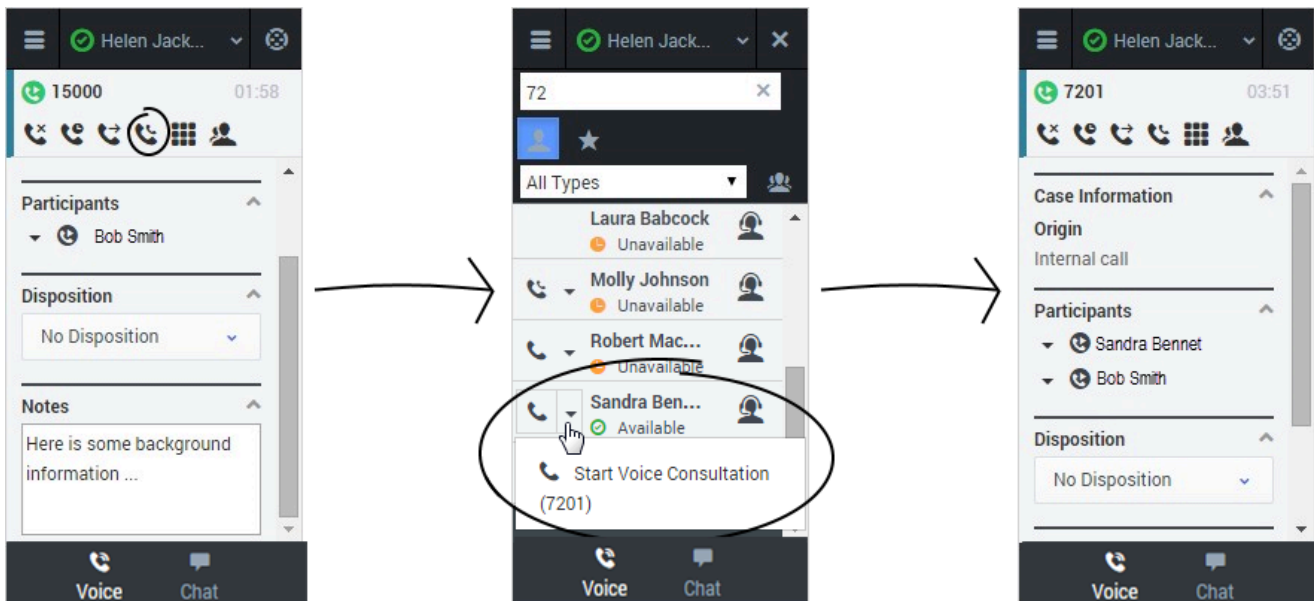 Helen Jack...
15000 01:58
Participants
Bob Smith
Disposition
No Disposition
Notes
Here is some background
information ...
Voice Chat
Helen Jack...
72
All Types
Laura Babcock
Unavailable
Molly Johnson
Unavailable
Robert Mac...
Unavailable
Sandra Ben...
Available
Start Voice Consultation
(7201)
Voice Chat
Helen Jack...
7201 03:51
Case Information
Origin
Internal call
Participants
Sandra Bennet
Bob Smith
Disposition
No Disposition
Voice Chat